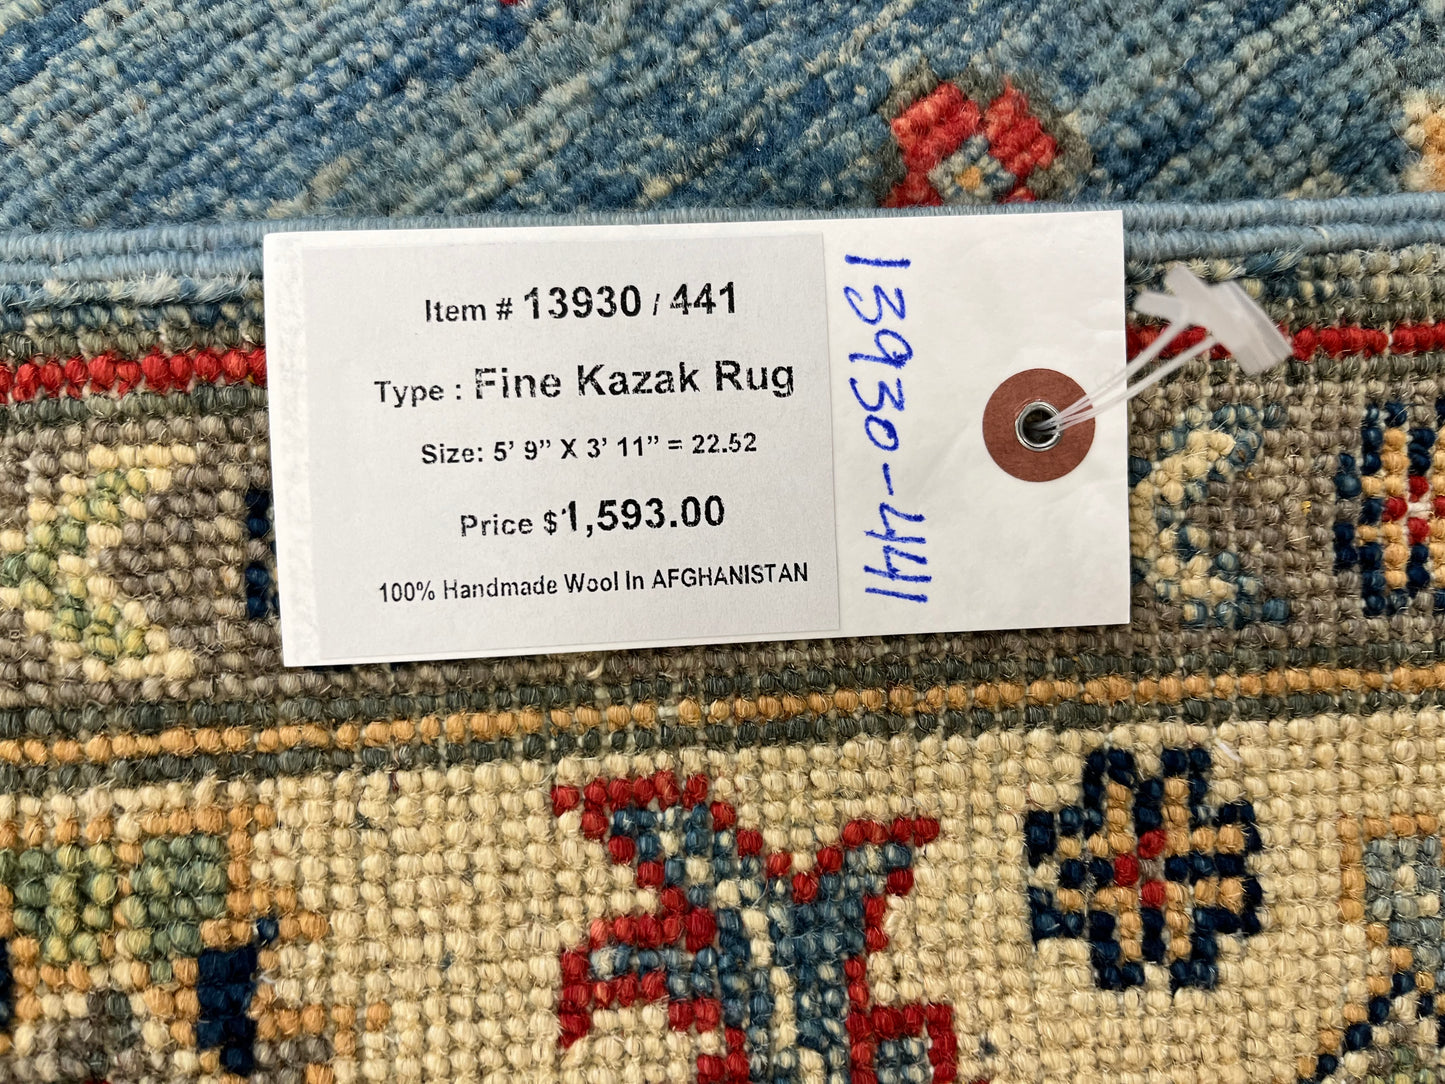 Item # 13930 / 441
Type : Fine Kazak Rug
Size: 5’ 9” X 3’ 11” = 22.52
Price $1,593.00
100% Handmade Wool In AFGHANISTAN
13930-441